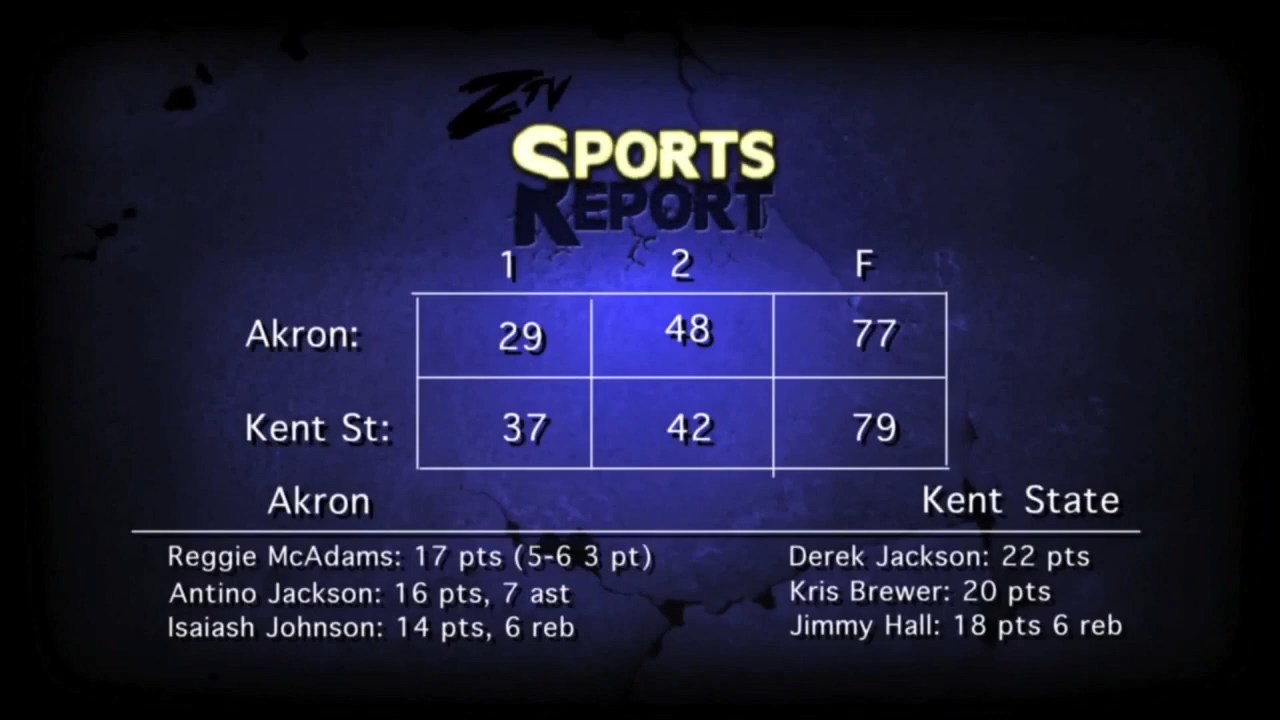 ZTV
SPORTS
REPORT
1 2 F
Akron: 29 48 77
Kent St: 37 42 79
Akron Kent State
Reggie McAdams: 17 pts (5-6 3 pt) Derek Jackson: 22 pts
Antino Jackson: 16 pts, 7 ast Kris Brewer: 20 pts
Isaiash Johnson: 14 pts, 6 reb Jimmy Hall: 18 pts 6 reb